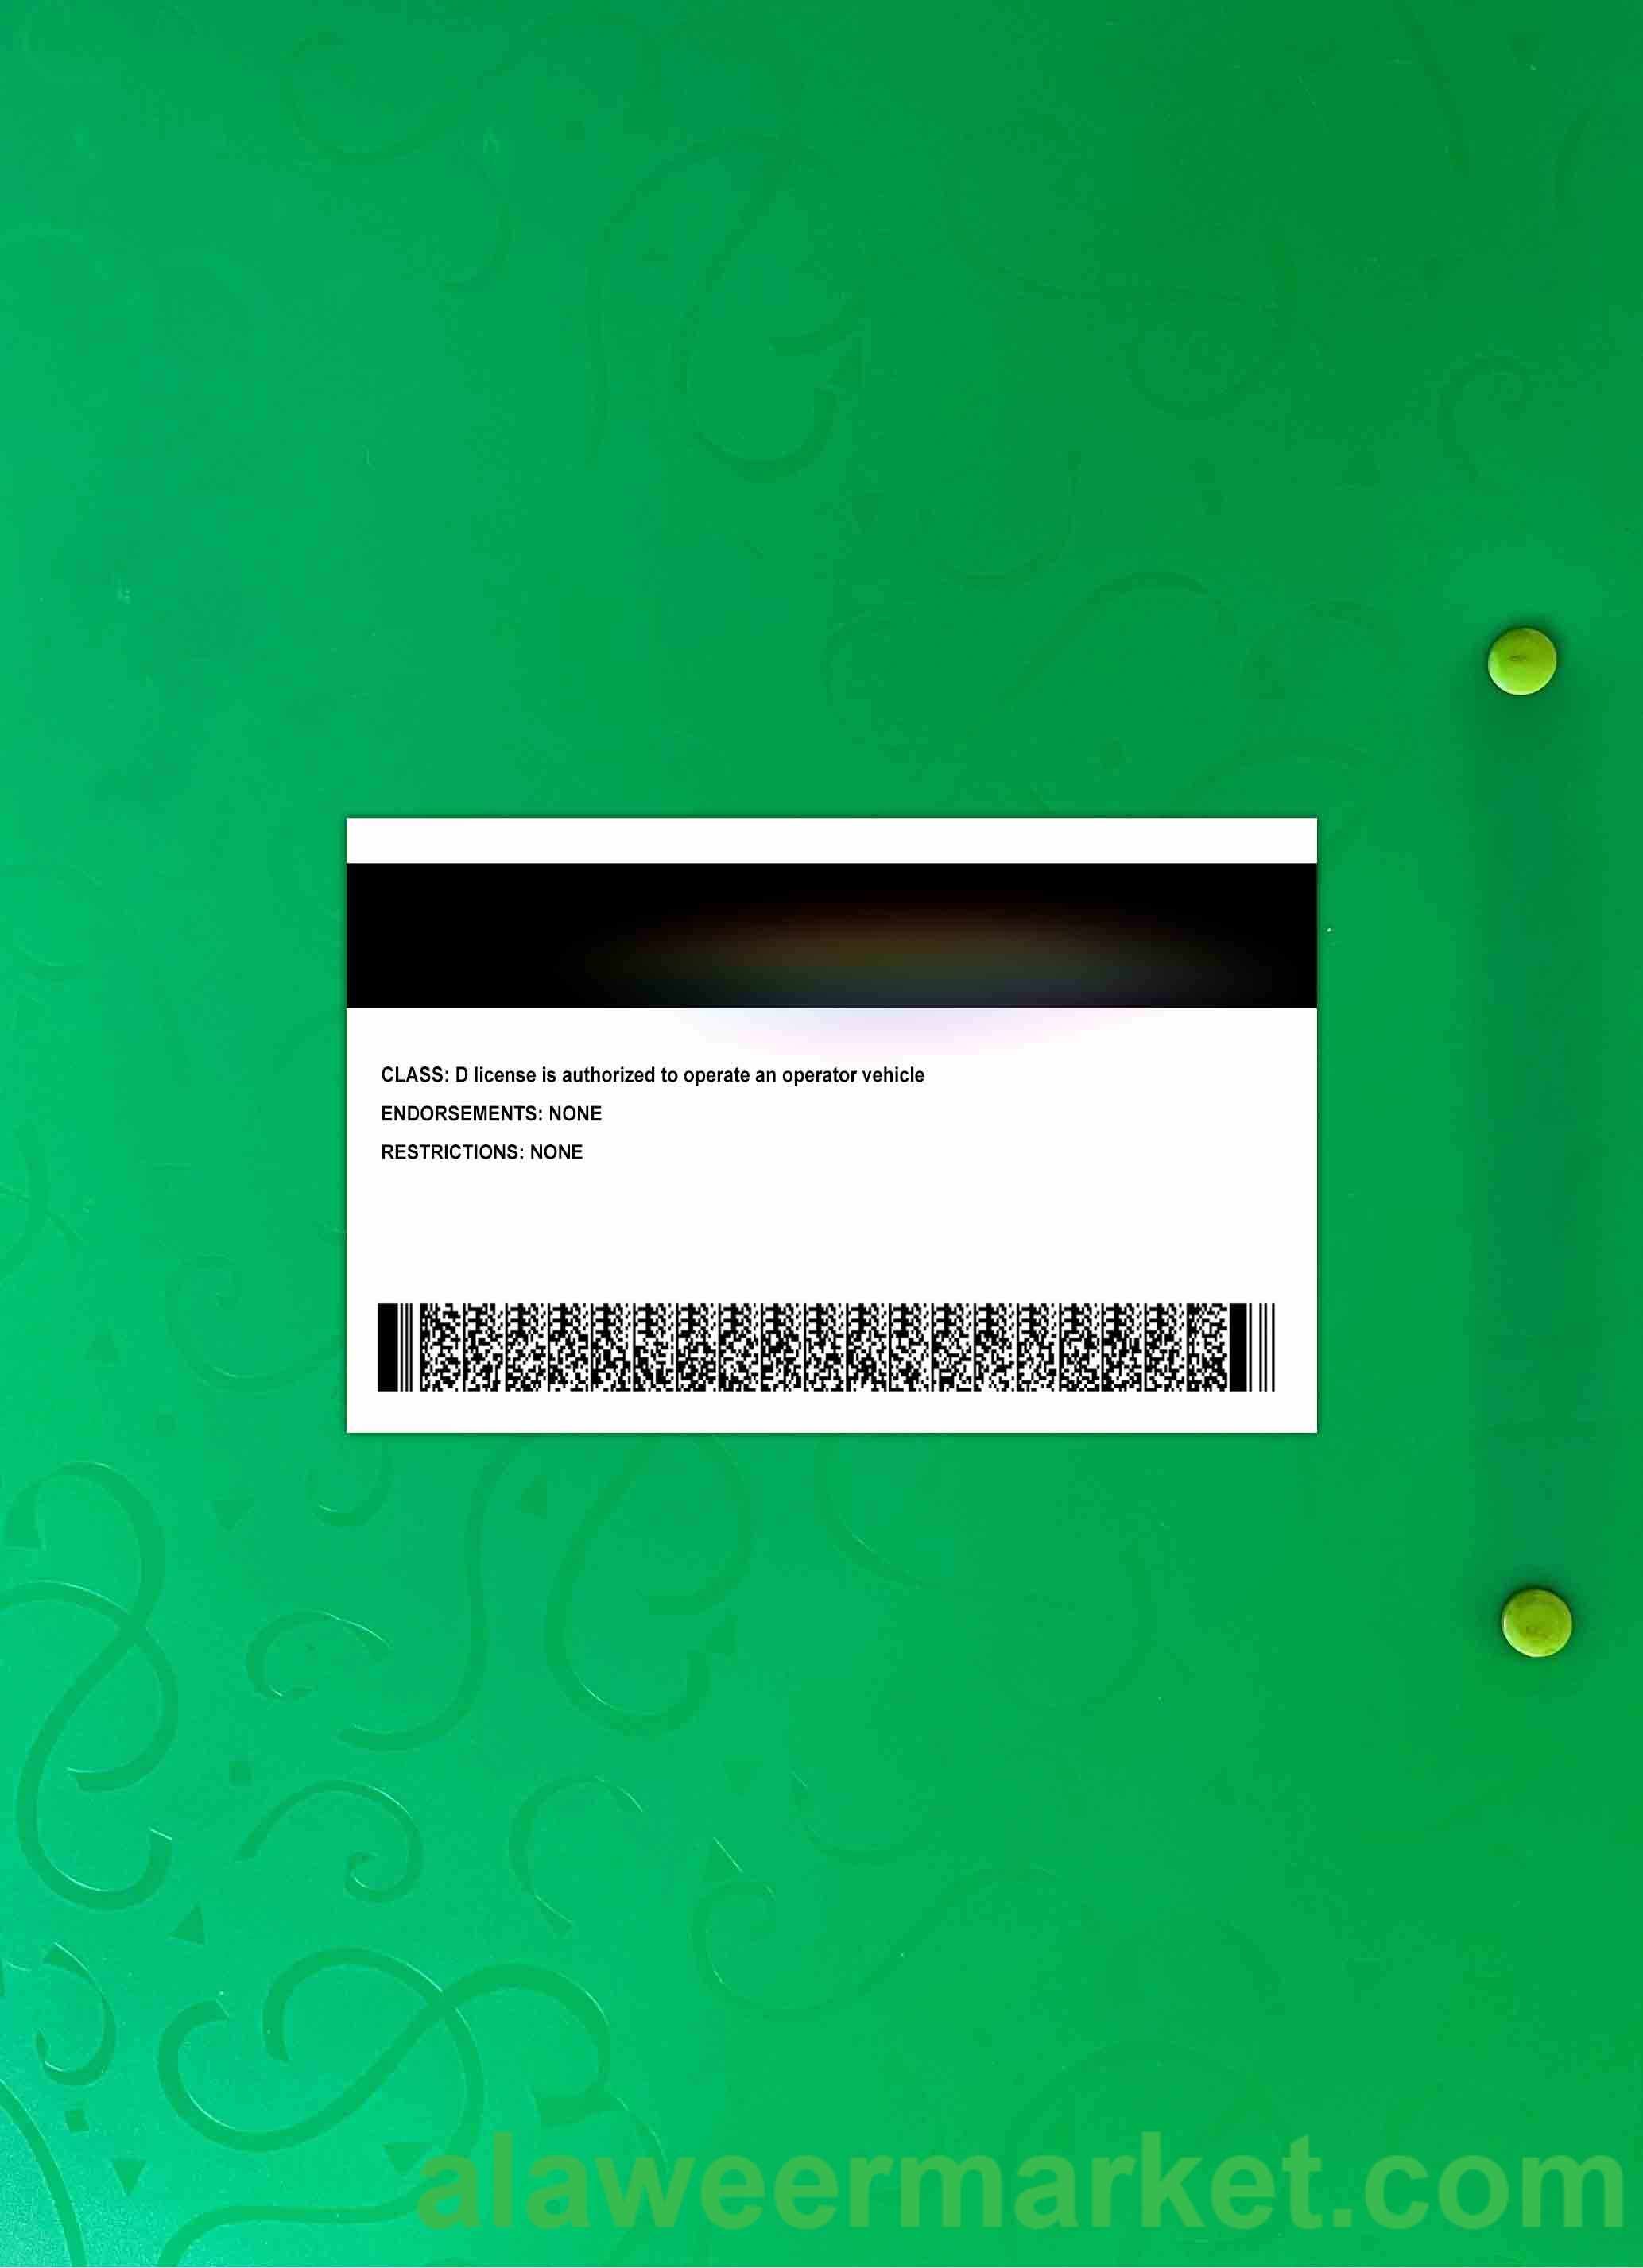 CLASS: D license is authorized to operate an operator vehicle
ENDORSEMENTS: NONE
RESTRICTIONS: NONE
alaweermarket.com